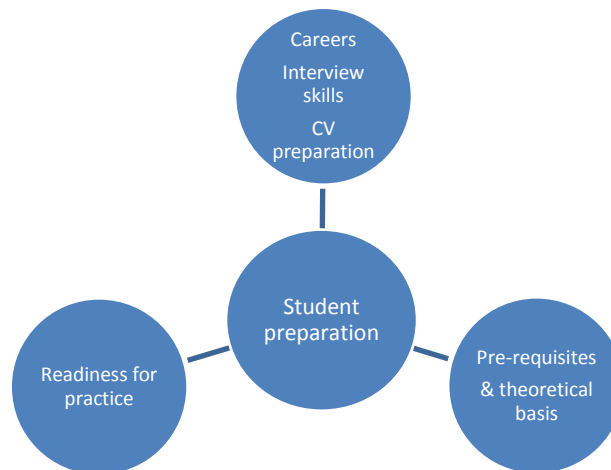 Careers
Interview
skills
CV
preparation
Student
preparation
Readiness for
practice
Pre-requisites
& theoretical
basis